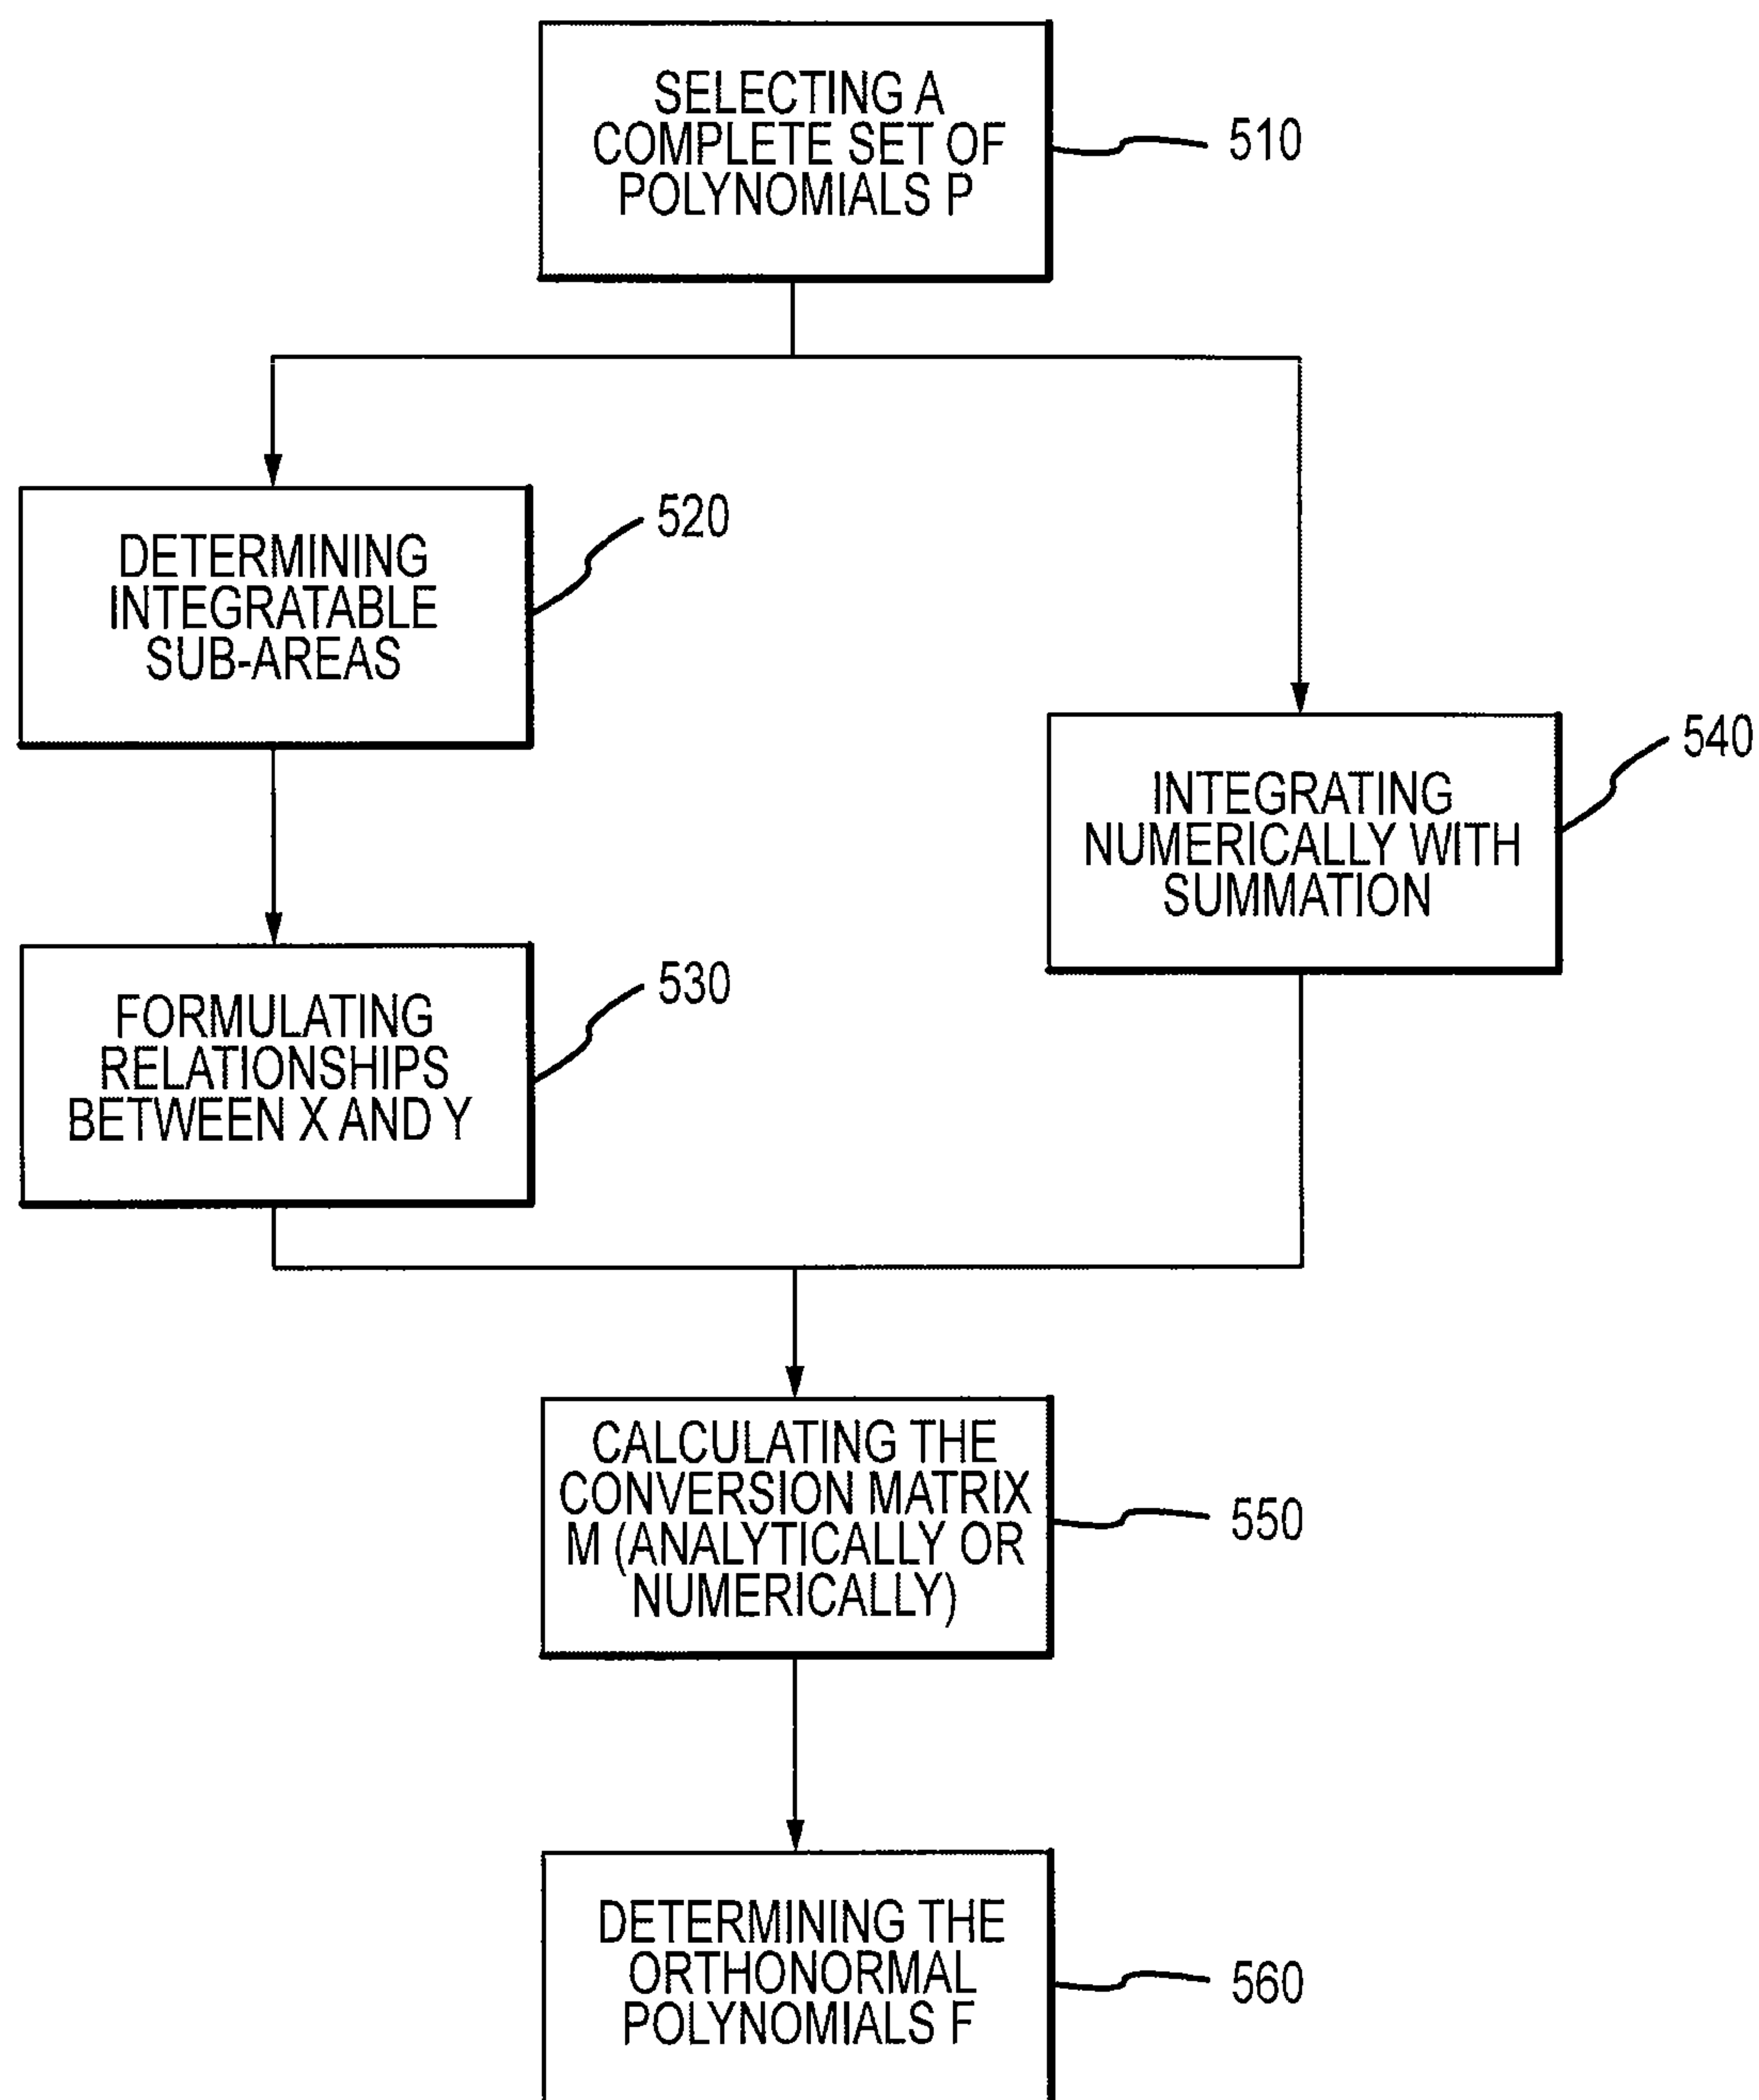 SELECTING A
COMPLETE SET OF
POLYNOMIALS P
510
DETERMINING
INTEGRATABLE
SUB-AREAS
520
INTEGRATING
NUMERICALLY WITH
SUMMATION
540
FORMULATING
RELATIONSHIPS
BETWEEN X AND Y
530
CALCULATING THE
CONVERSION MATRIX
M (ANALYTICALLY OR
NUMERICALLY)
550
DETERMINING THE
ORTHONORMAL
POLYNOMIALS F
560